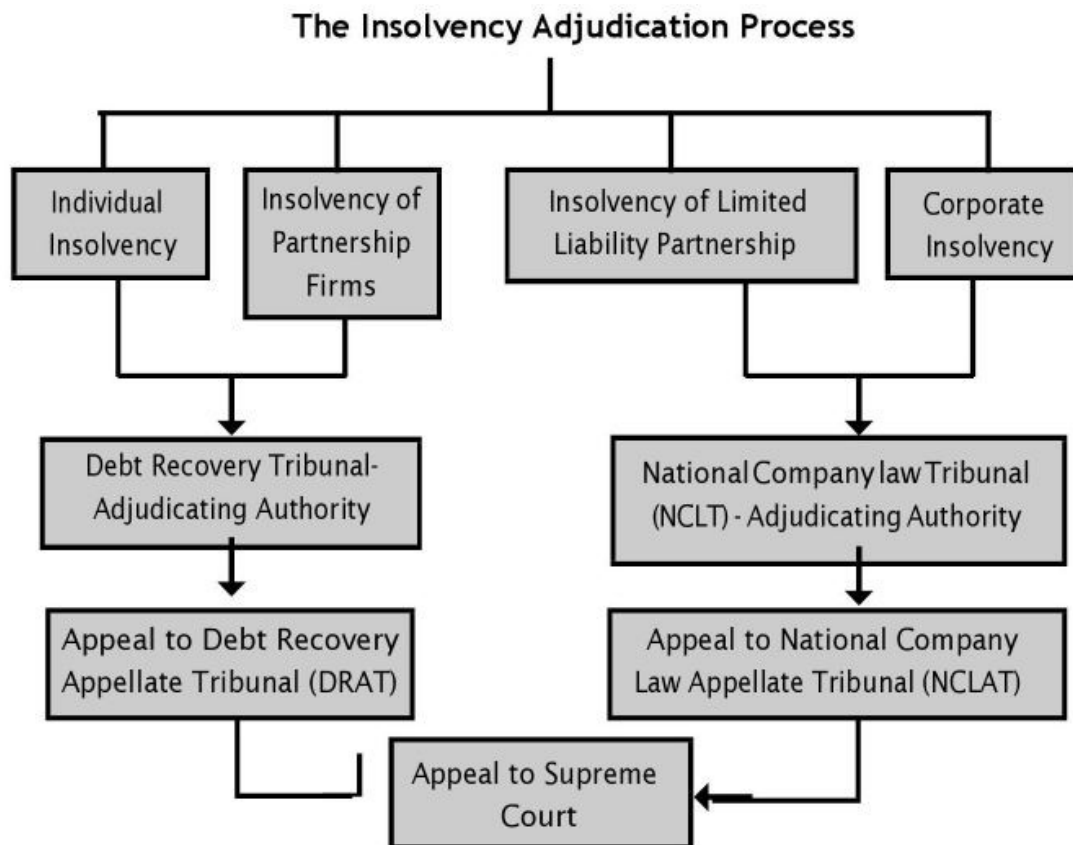 The Insolvency Adjudication Process
Individual
Insolvency
Insolvency of
Partnership
Firms
Insolvency of Limited
Liability Partnership
Corporate
Insolvency
Debt Recovery Tribunal-
Adjudicating Authority
National Company law Tribunal
(NCLT) - Adjudicating Authority
Appeal to Debt Recovery
Appellate Tribunal (DRAT)
Appeal to National Company
Law Appellate Tribunal (NCLAT)
Appeal to Supreme
Court